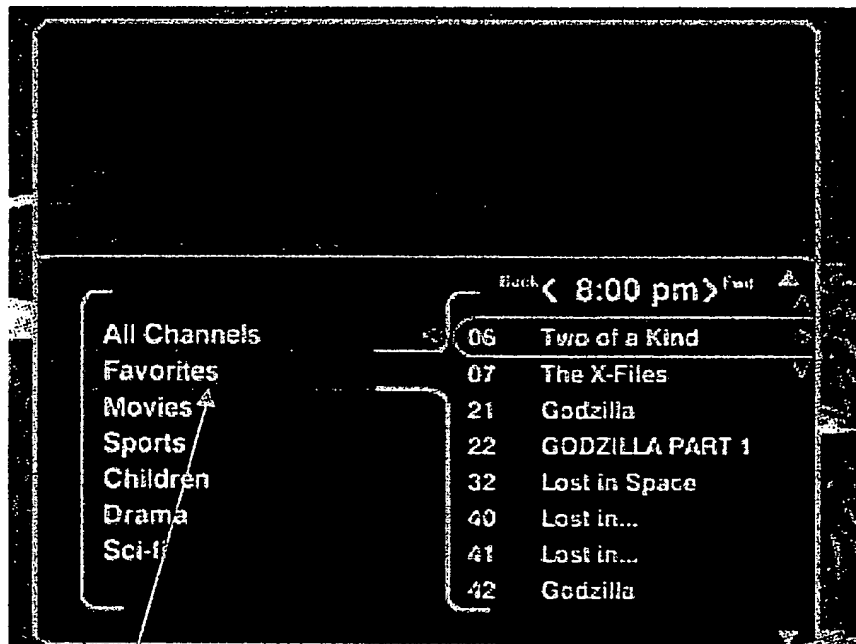 Back < 8:00 pm > Fwd
All Channels
Favorites
Movies
Sports
Children
Drama
Sci-fi
06 Two of a Kind
07 The X-Files
21 Godzilla
22 GODZILLA PART 1
32 Lost in Space
40 Lost in...
41 Lost in...
42 Godzilla